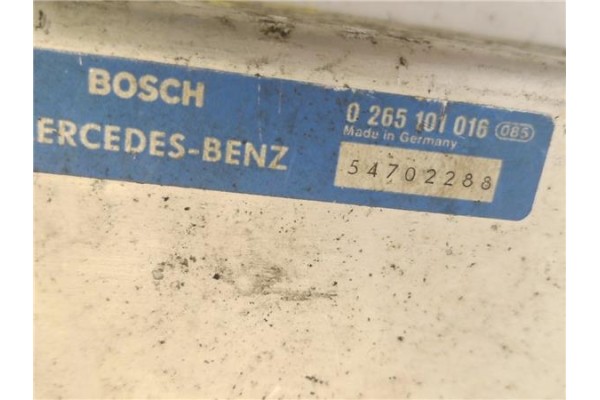 BOSCH
ERCEDES-BENZ
0 265 101 016 085
Made in Germany
54702288